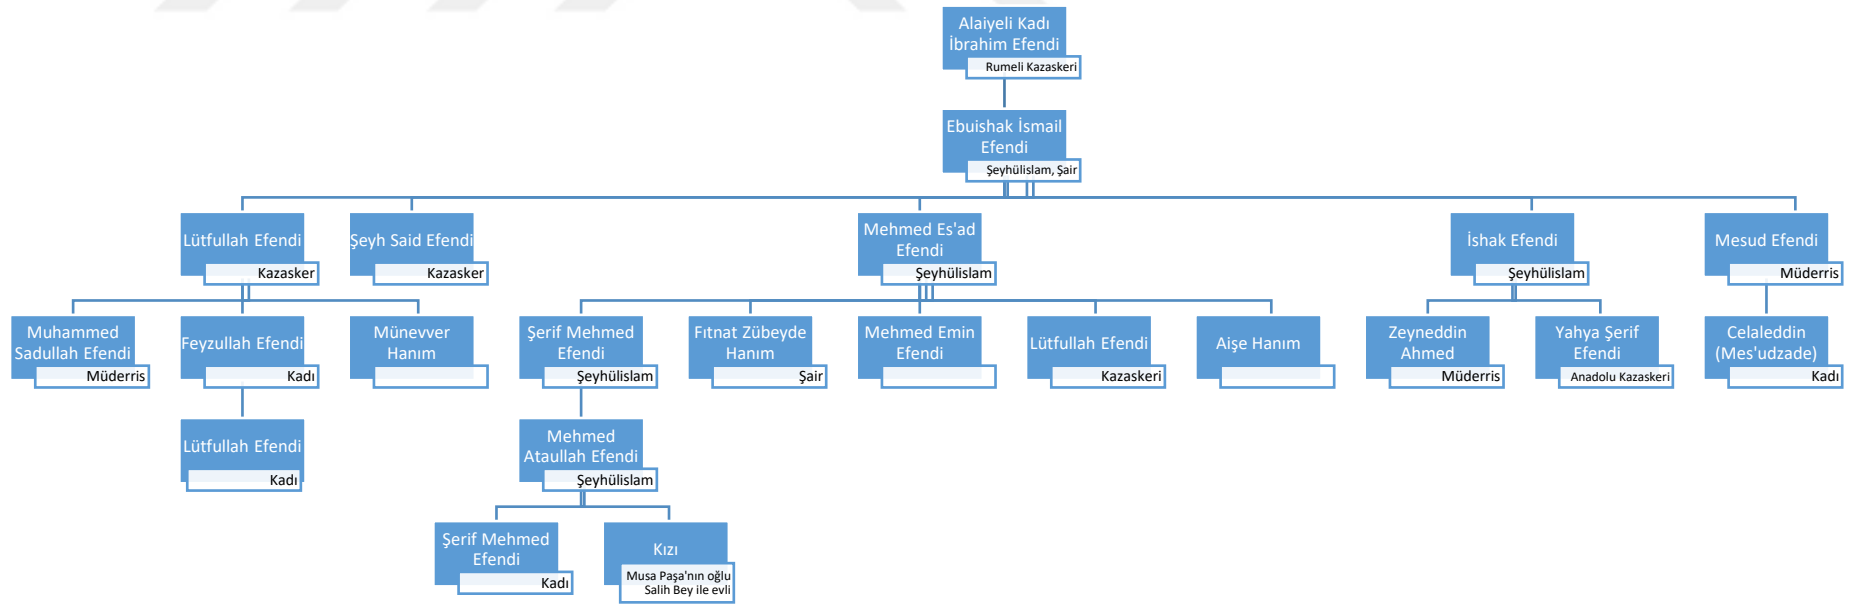 Alaiyeli Kadı
İbrahim Efendi
Rumeli Kazaskeri
Ebuishak İsmail
Efendi
Şeyhülislam, Şair
Lütfullah Efendi
Kazasker
Şeyh Said Efendi
Kazasker
Mehmed Es'ad
Efendi
Şeyhülislam
İshak Efendi
Şeyhülislam
Mesud Efendi
Müderris
Muhammed
Sadullah Efendi
Müderris
Feyzullah Efendi
Kadı
Münevver
Hanım
Şerif Mehmed
Efendi
Şeyhülislam
Fıtnat Zübeyde
Hanım
Şair
Mehmed Emin
Efendi
Lütfullah Efendi
Kazaskeri
Aişe Hanım
Zeyneddin
Ahmed
Müderris
Yahya Şerif
Efendi
Anadolu Kazaskeri
Celaleddin
(Mes'udzade)
Kadı
Lütfullah Efendi
Kadı
Mehmed
Ataullah Efendi
Şeyhülislam
Şerif Mehmed
Efendi
Kadı
Kızı
Musa Paşa'nın oğlu
Salih Bey ile evli